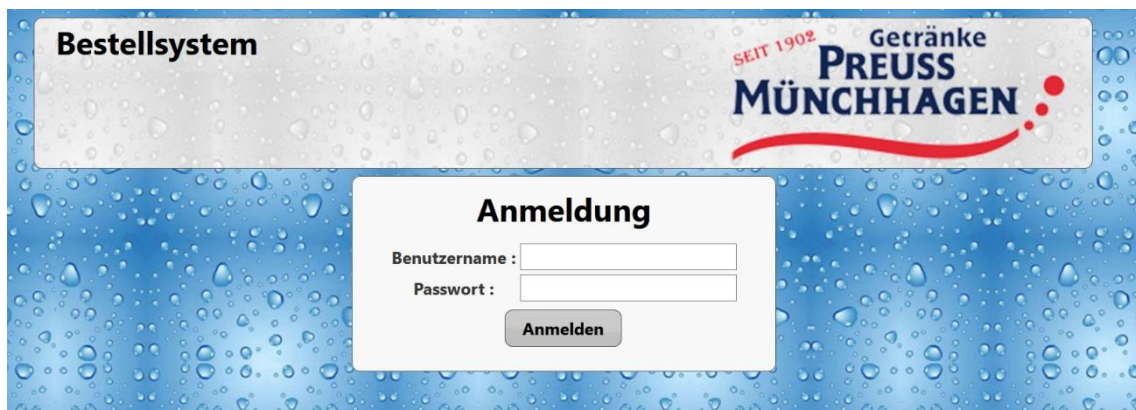 Bestellsystem
SEIT 1902
Getränke
PREUSS
MÜNCHHAGEN
Anmeldung
Benutzername :
Passwort :
Anmelden